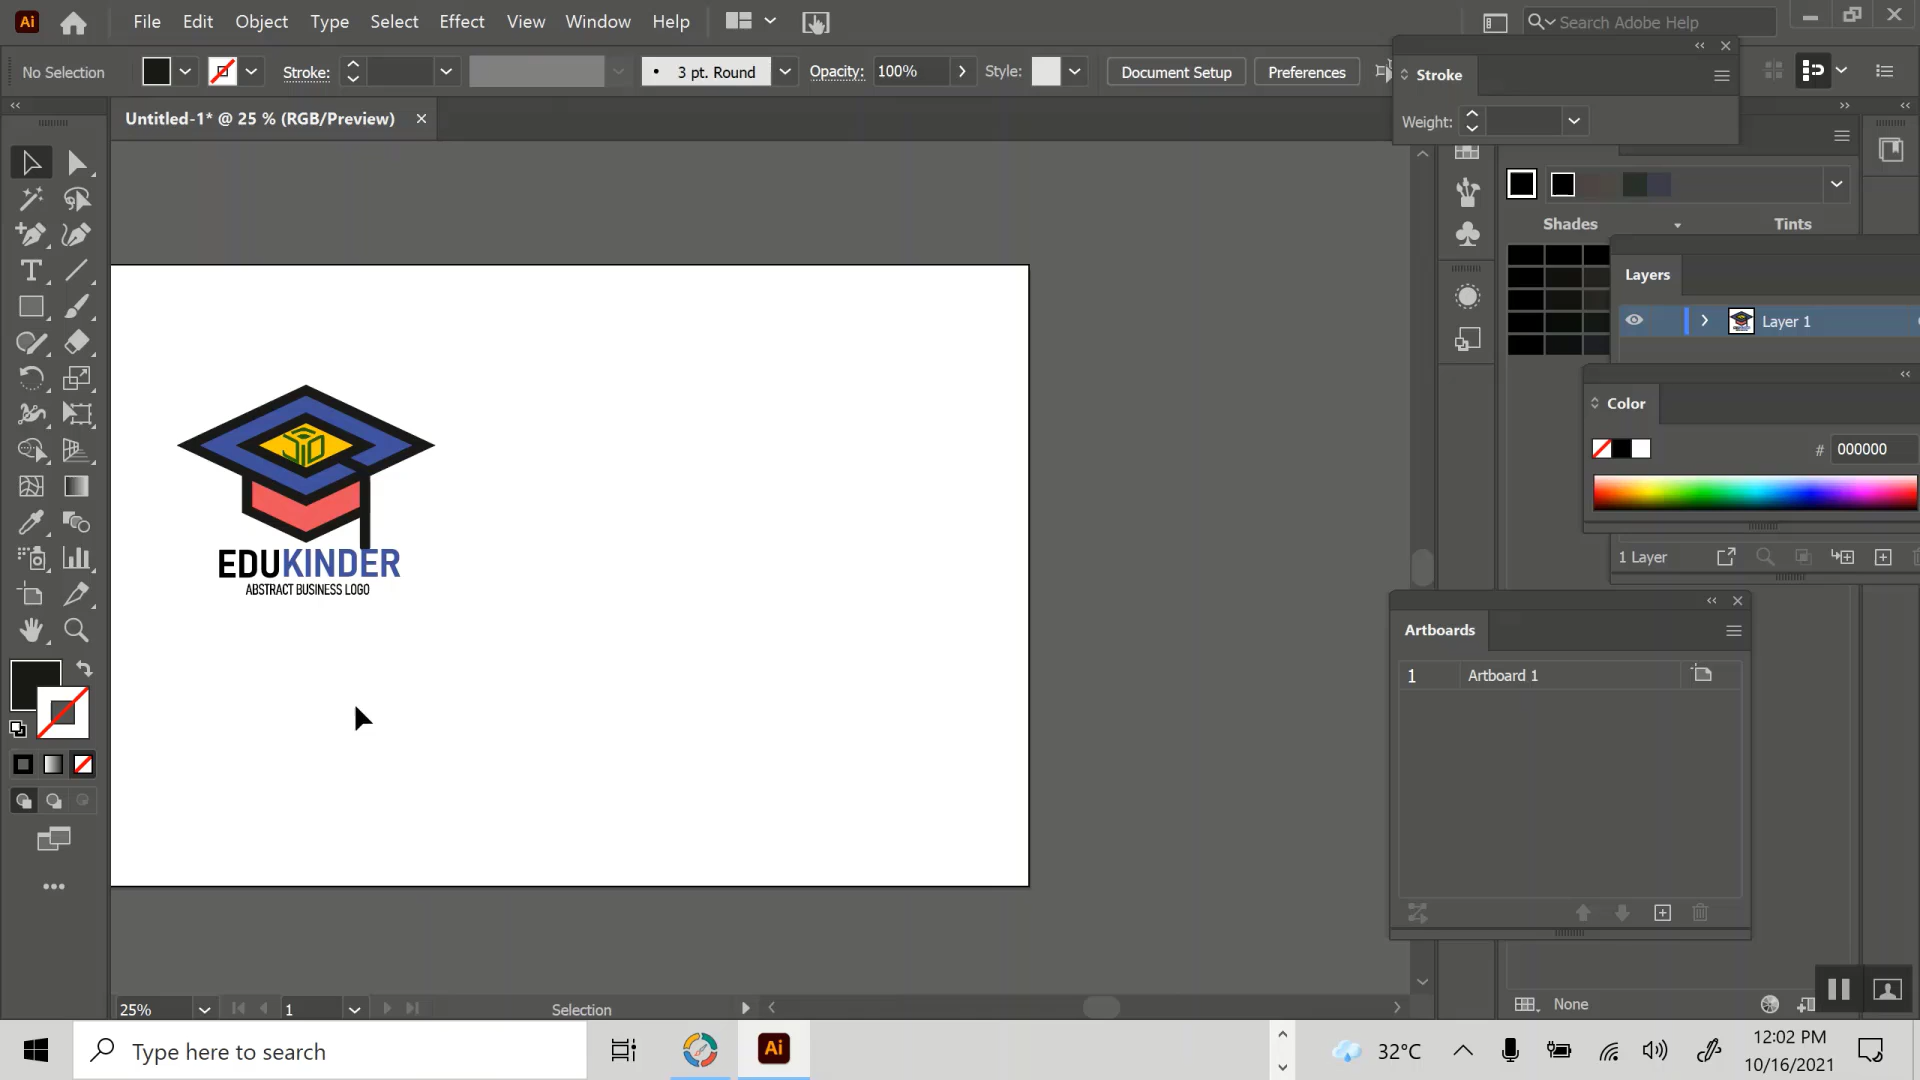 Ai File Edit Object Type Select Effect View Window Help Search Adobe Help
No Selection Stroke: 3 pt. Round Opacity: 100% Style: Document Setup Preferences
Stroke
Weight:
Untitled-1* @ 25 % (RGB/Preview)
Shades Tints
Layers
Layer 1
Color
# 000000
1 Layer
EDUKINDER
ABSTRACT BUSINESS LOGO
Artboards
1 Artboard 1
25% 1 Selection
None
Type here to search
Ai
32°C
12:02 PM
10/16/2021